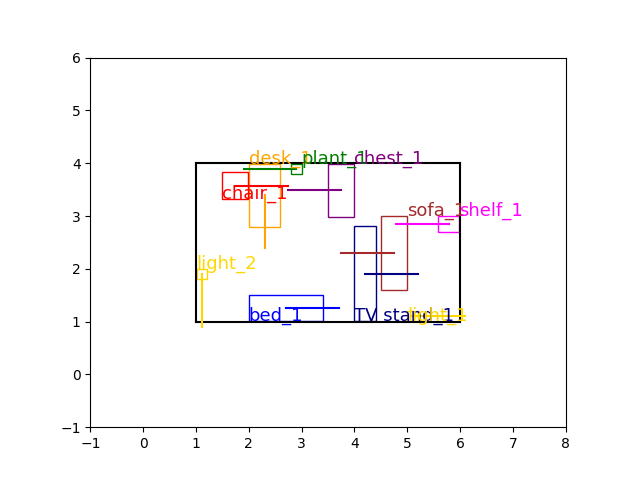 6
5
4
3
2
1
0
−1
−1 0 1 2 3 4 5 6 7 8
desk_1
plant_1
chest_1
chair_1
sofa_1
shelf_1
light_2
bed_1
TV stand_1
light_1